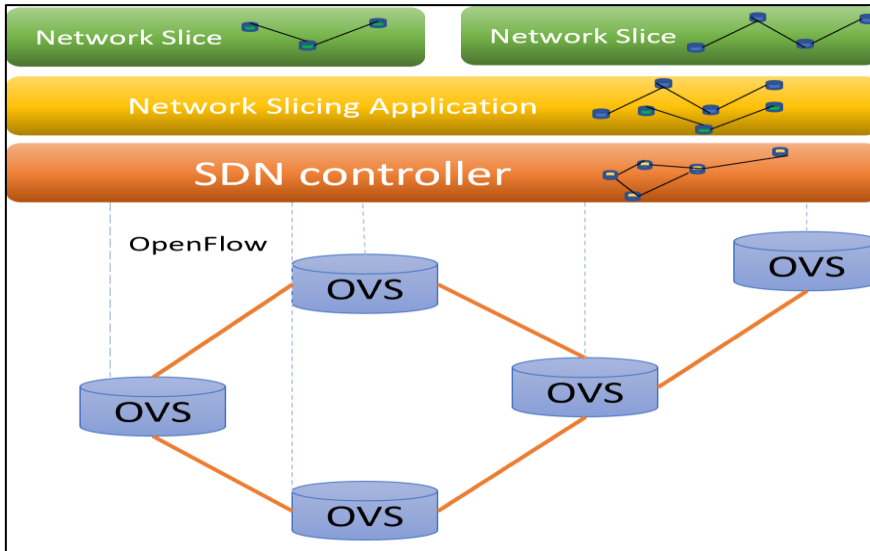 Network Slice
Network Slice
Network Slicing Application
SDN controller
OpenFlow
OVS
OVS
OVS
OVS
OVS